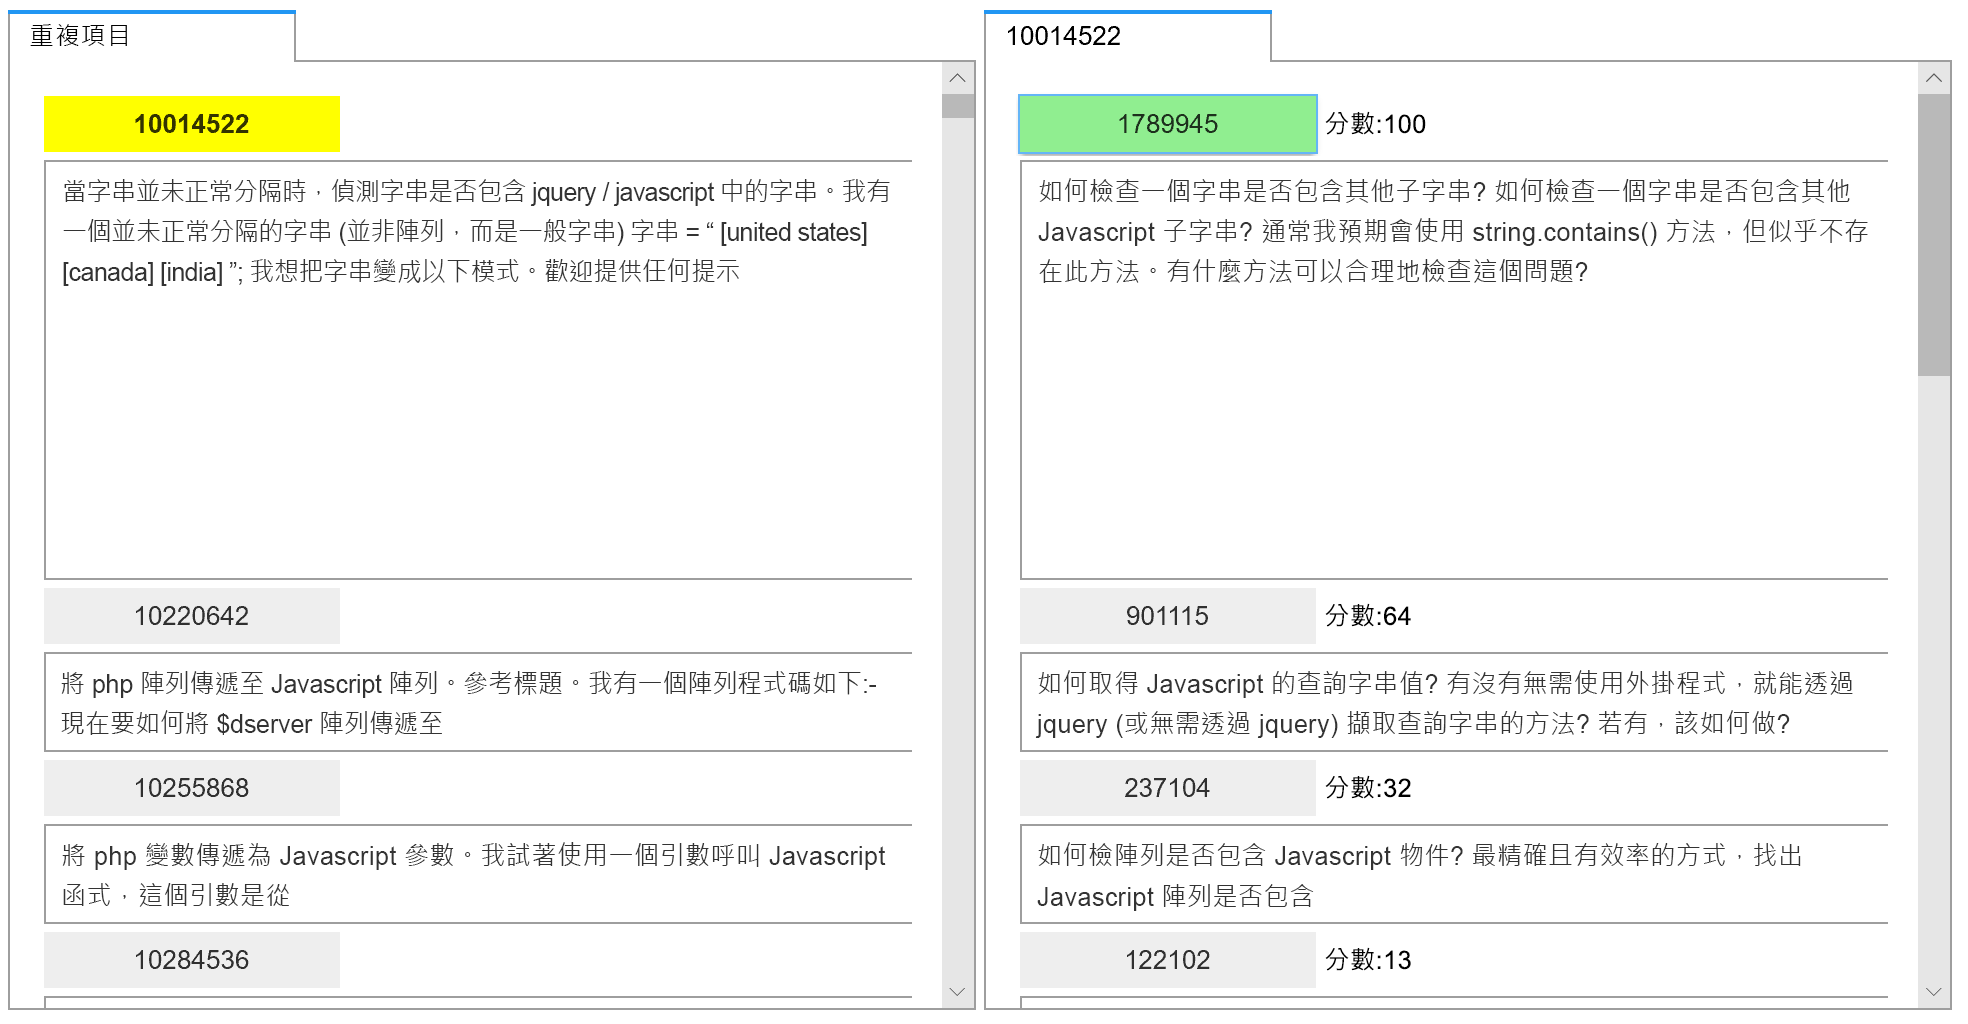 重複項目
10014522
當字串並未正常分隔時，偵測字串是否包含 jquery / javascript 中的字串。我有
一個並未正常分隔的字串 (並非陣列，而是一般字串) 字串 = “ [united states]
[canada] [india] ”; 我想把字串變成以下模式。歡迎提供任何提示
10220642
將 php 陣列傳遞至 Javascript 陣列。參考標題。我有一個陣列程式碼如下:-
現在要如何將 $dserver 陣列傳遞至
10255868
將 php 變數傳遞為 Javascript 參數。我試著使用一個引數呼叫 Javascript
函式，這個引數是從
10284536
10014522
1789945 分數:100
如何檢查一個字串是否包含其他子字串? 如何檢查一個字串是否包含其他
Javascript 子字串? 通常我預期會使用 string.contains() 方法，但似乎不存
在此方法。有什麼方法可以合理地檢查這個問題?
901115 分數:64
如何取得 Javascript 的查詢字串值? 有沒有無需使用外掛程式，就能透過
jquery (或無需透過 jquery) 擷取查詢字串的方法? 若有，該如何做?
237104 分數:32
如何檢陣列是否包含 Javascript 物件? 最精確且有效率的方式，找出
Javascript 陣列是否包含
122102 分數:13